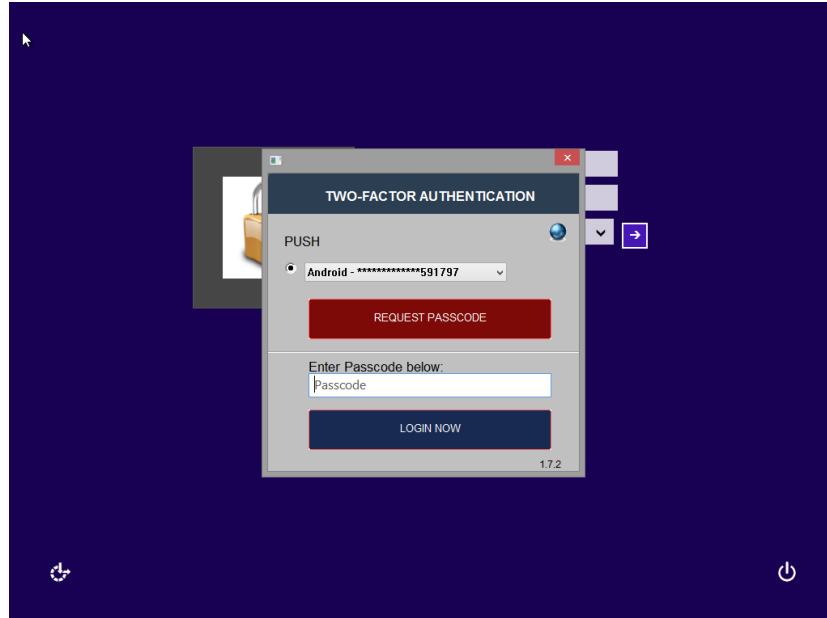 TWO-FACTOR AUTHENTICATION
PUSH
Android - *************591797
REQUEST PASSCODE
Enter Passcode below:
Passcode
LOGIN NOW
1.7.2